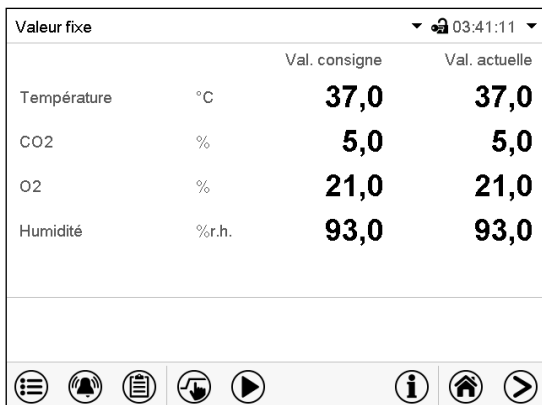 Valeur fixe 03:41:11
Val. consigne Val. actuelle
Température °C 37,0 37,0
CO2 % 5,0 5,0
O2 % 21,0 21,0
Humidité %r.h. 93,0 93,0